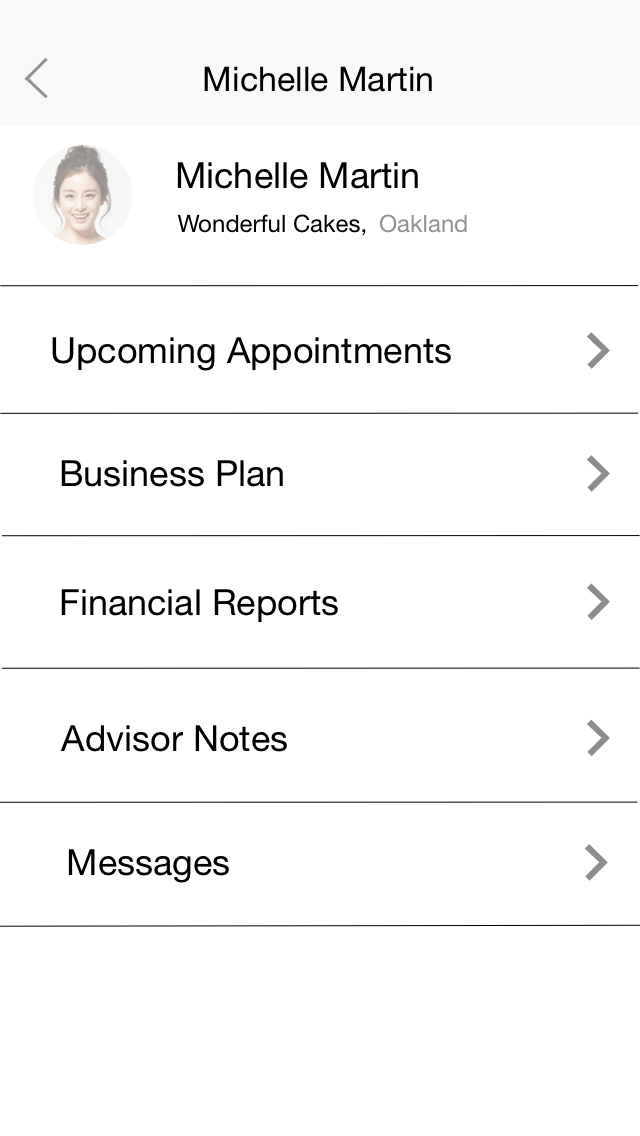 Michelle Martin
Michelle Martin
Wonderful Cakes, Oakland
Upcoming Appointments
Business Plan
Financial Reports
Advisor Notes
Messages